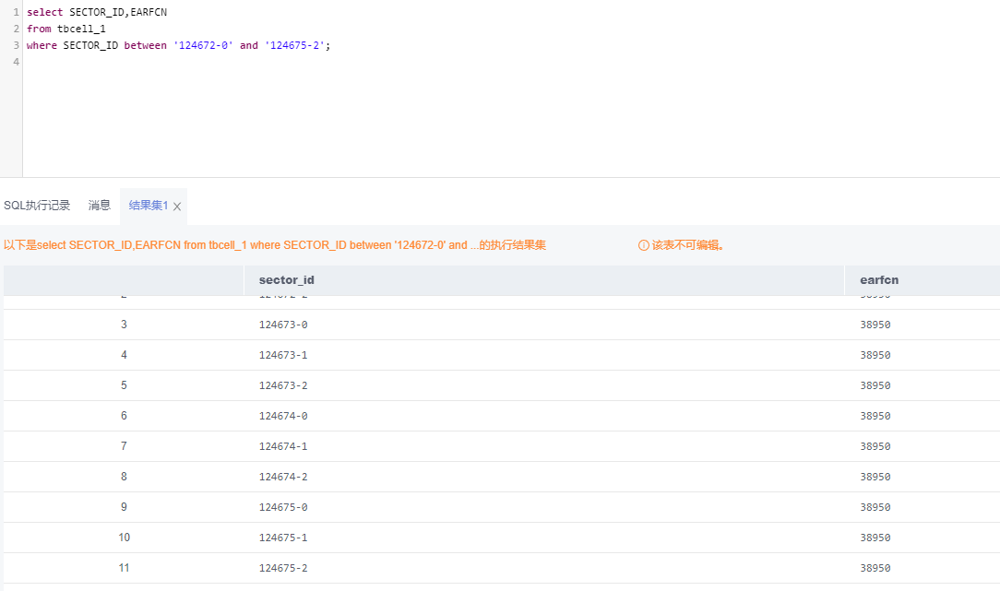 1 select SECTOR_ID,EARFCN
2 from tbcell_1
3 where SECTOR_ID between '124672-0' and '124675-2';
4
SQL执行记录 消息 结果集1 ×
以下是select SECTOR_ID,EARFCN from tbcell_1 where SECTOR_ID between '124672-0' and ...的执行结果集 该表不可编辑。
sector_id earfcn
3 124673-0 38950
4 124673-1 38950
5 124673-2 38950
6 124674-0 38950
7 124674-1 38950
8 124674-2 38950
9 124675-0 38950
10 124675-1 38950
11 124675-2 38950